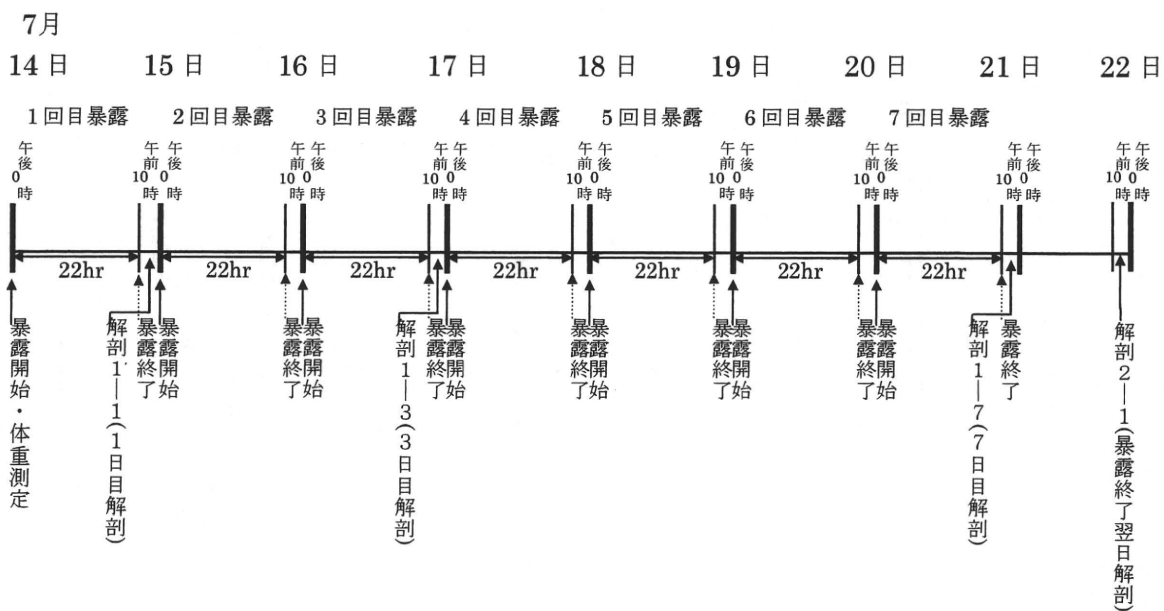 7月
14日 15日 16日 17日 18日 19日 20日 21日 22日
1回目暴露 2回目暴露 3回目暴露 4回目暴露 5回目暴露 6回目暴露 7回目暴露
午後0時
午前10時
午後0時
午前10時
午後0時
午前10時
午後0時
午前10時
午後0時
午前10時
午後0時
午前10時
午後0時
午前10時
午後0時
午前10時
午後0時
22hr 22hr 22hr 22hr 22hr 22hr 22hr
暴露開始・体重測定
解剖1―1(1日目解剖)
暴露終了
暴露開始
暴露終了
暴露開始
解剖1―3(3日目解剖)
暴露終了
暴露開始
暴露終了
暴露開始
暴露終了
暴露開始
暴露終了
暴露開始
解剖1―7(7日目解剖)
暴露終了
解剖2―1(暴露終了翌日解剖)